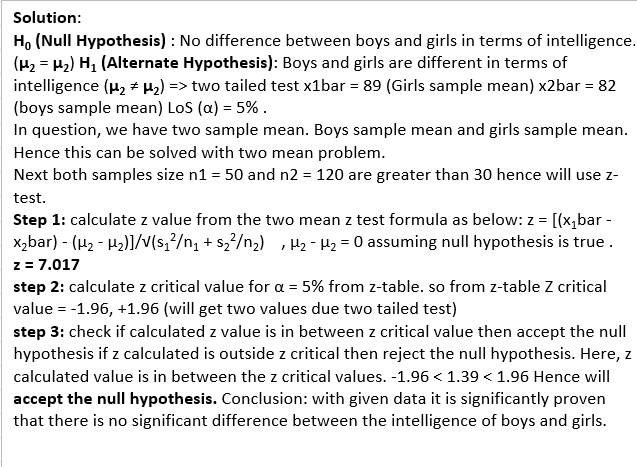 Solution:
H₀ (Null Hypothesis) : No difference between boys and girls in terms of intelligence.
(µ₂ = µ₂) H₁ (Alternate Hypothesis): Boys and girls are different in terms of
intelligence (µ₂ ≠ µ₂) => two tailed test x1bar = 89 (Girls sample mean) x2bar = 82
(boys sample mean) LoS (α) = 5% .
In question, we have two sample mean. Boys sample mean and girls sample mean.
Hence this can be solved with two mean problem.
Next both samples size n1 = 50 and n2 = 120 are greater than 30 hence will use z-
test.
Step 1: calculate z value from the two mean z test formula as below: z = [(x₁bar -
x₂bar) - (µ₂ - µ₂)]/√(s₁²/n₁ + s₂²/n₂) , µ₂ - µ₂ = 0 assuming null hypothesis is true .
z = 7.017
step 2: calculate z critical value for α = 5% from z-table. so from z-table Z critical
value = -1.96, +1.96 (will get two values due two tailed test)
step 3: check if calculated z value is in between z critical value then accept the null
hypothesis if z calculated is outside z critical then reject the null hypothesis. Here, z
calculated value is in between the z critical values. -1.96 < 1.39 < 1.96 Hence will
accept the null hypothesis. Conclusion: with given data it is significantly proven
that there is no significant difference between the intelligence of boys and girls.